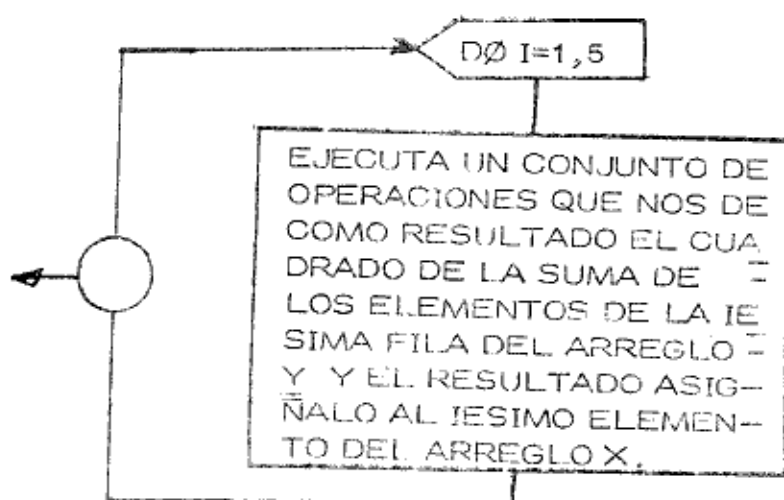 DØ I=1,5
EJECUTA UN CONJUNTO DE
OPERACIONES QUE NOS DE
COMO RESULTADO EL CUA
DRADO DE LA SUMA DE –
LOS ELEMENTOS DE LA IE
SIMA FILA DEL ARREGLO –
Y Y EL RESULTADO ASIG–
ÑALO AL IESIMO ELEMEN–
TO DEL ARREGLO X.